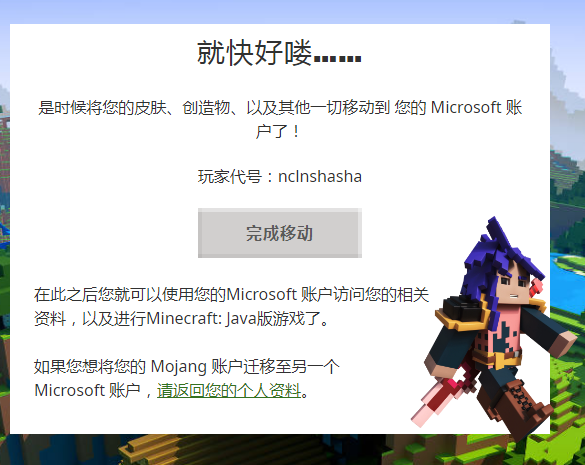 就快好喽……
是时候将您的皮肤、创造物、以及其他一切移动到 您的 Microsoft 账
户了！
玩家代号：nclnshasha
完成移动
在此之后您就可以使用您的Microsoft 账户访问您的相关
资料，以及进行Minecraft: Java版游戏了。
如果您想将您的 Mojang 账户迁移至另一个
Microsoft 账户，请返回您的个人资料。